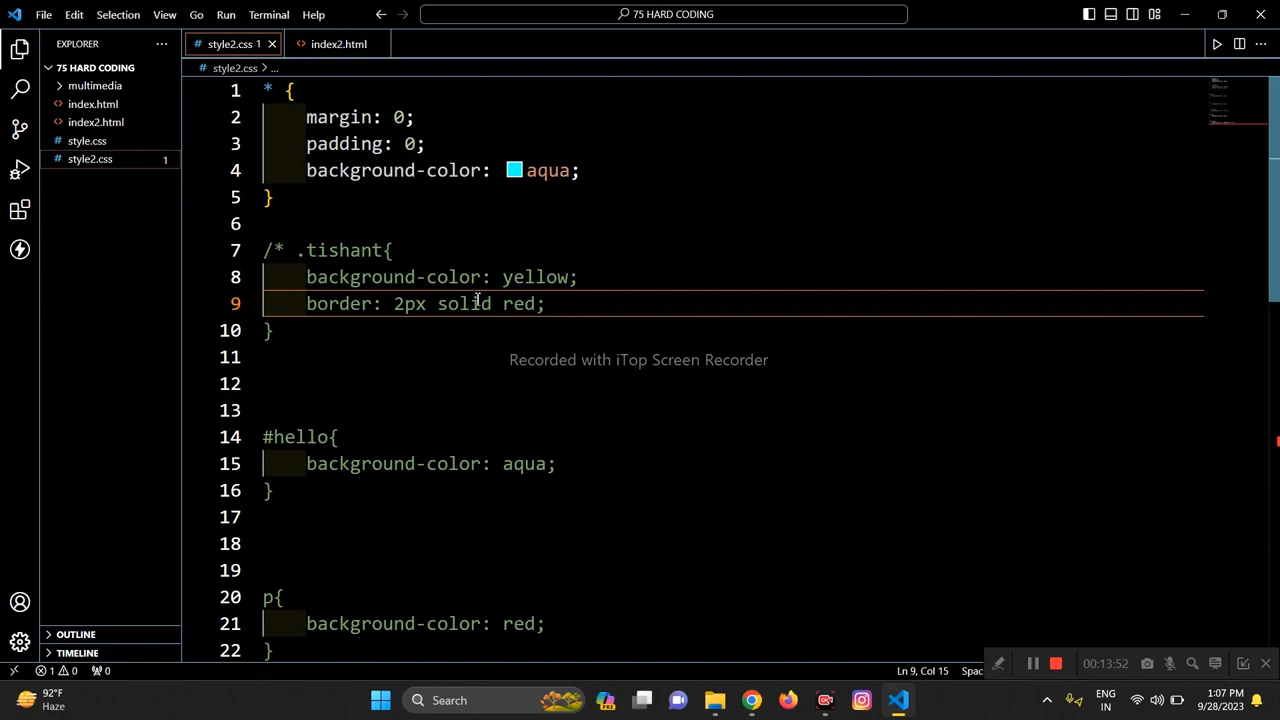 File Edit Selection View Go Run Terminal Help
75 HARD CODING
EXPLORER
75 HARD CODING
multimedia
index.html
index2.html
style.css
style2.css 1
OUTLINE
TIMELINE
style2.css 1
index2.html
style2.css > ...
1 * {
2 margin: 0;
3 padding: 0;
4 background-color: aqua;
5 }
6
7 /* .tishant{
8 background-color: yellow;
9 border: 2px solid red;
10 }
11
12
13
14 #hello{
15 background-color: aqua;
16 }
17
18
19
20 p{
21 background-color: red;
22 }
Recorded with iTop Screen Recorder
1 0 0
Ln 9, Col 15
00:13:52
92°F
Haze
Search
PRE
ENG
IN
1:07 PM
9/28/2023